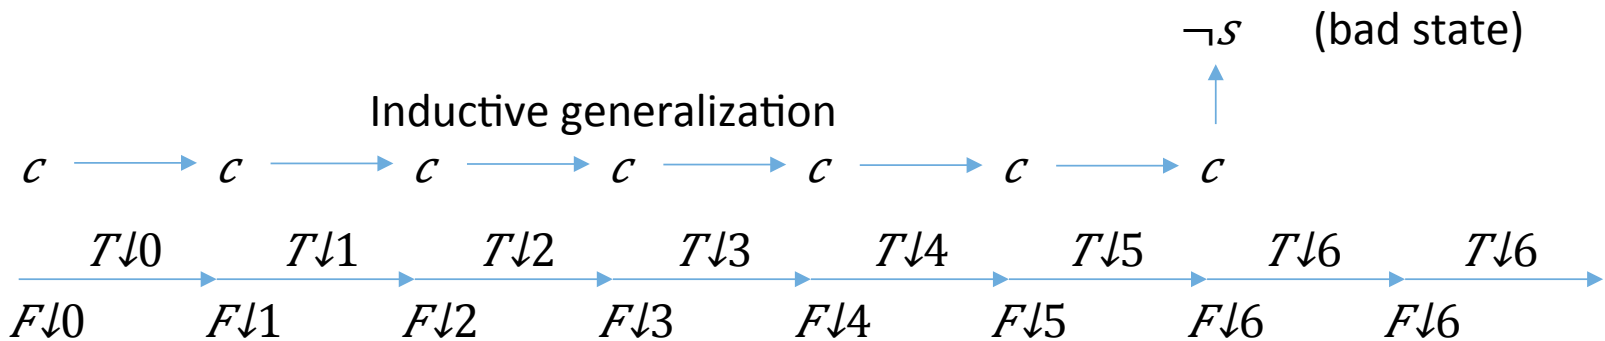 ¬s (bad state)
Inductive generalization
c c c c c c c
T↓0 T↓1 T↓2 T↓3 T↓4 T↓5 T↓6 T↓6
F↓0 F↓1 F↓2 F↓3 F↓4 F↓5 F↓6 F↓6